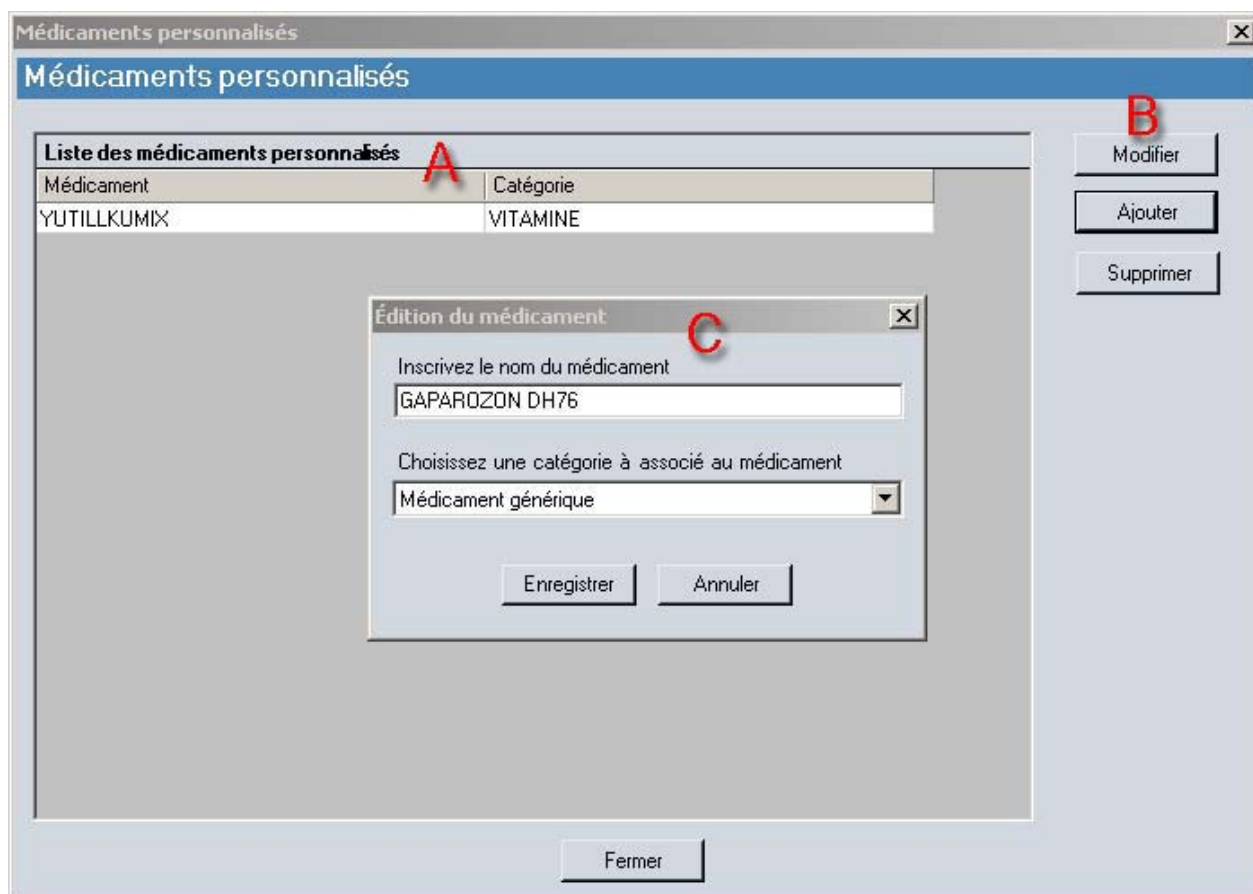 Médicaments personnalisés
Médicaments personnalisés
B
Modifier
Ajouter
Supprimer
Liste des médicaments personnalisés
A
Médicament Catégorie
YUTILLKUMIX VITAMINE
Édition du médicament
C
Inscrivez le nom du médicament
GAPAROZON DH76
Choisissez une catégorie à associé au médicament
Médicament générique
Enregistrer Annuler
Fermer